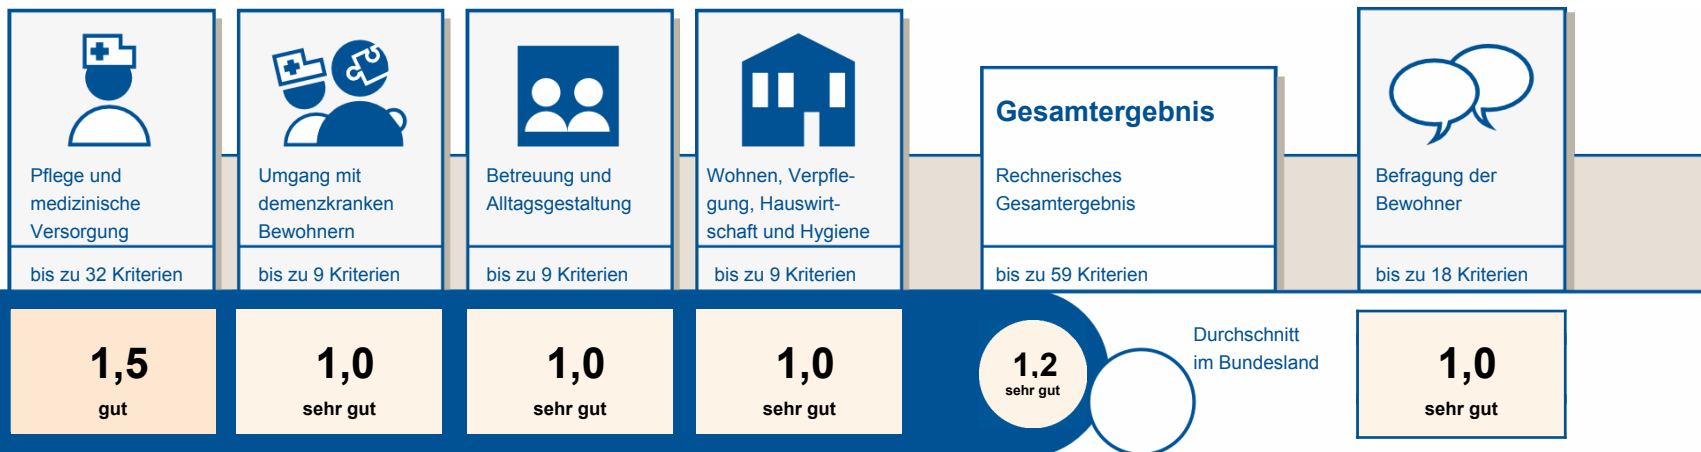 Pflege und
medizinische
Versorgung
bis zu 32 Kriterien
1,5
gut
Umgang mit
demenzkranken
Bewohnern
bis zu 9 Kriterien
1,0
sehr gut
Betreuung und
Alltagsgestaltung
bis zu 9 Kriterien
1,0
sehr gut
Wohnen, Verpfle-
gung, Hauswirt-
schaft und Hygiene
bis zu 9 Kriterien
1,0
sehr gut
Gesamtergebnis
Rechnerisches
Gesamtergebnis
bis zu 59 Kriterien
1,2
sehr gut
Durchschnitt
im Bundesland
Befragung der
Bewohner
bis zu 18 Kriterien
1,0
sehr gut